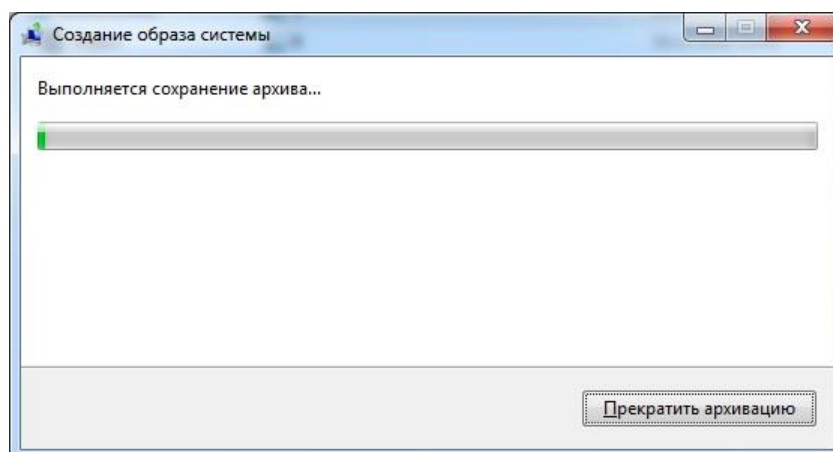 Создание образа системы
Выполняется сохранение архива...
Прекратить архивацию